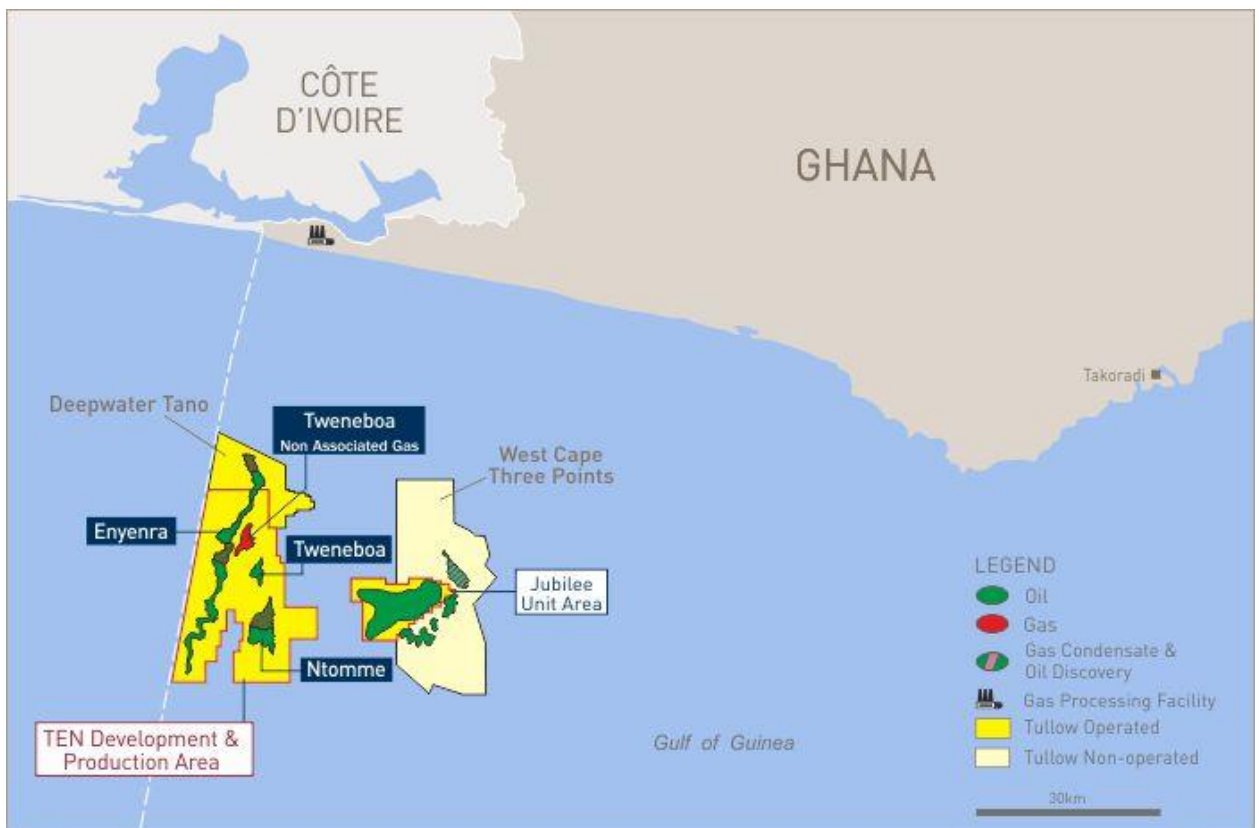 CÔTE
D'IVOIRE
GHANA
Takoradi
Deepwater Tano
Tweneboa
Non Associated Gas
West Cape
Three Points
Enyenra
Tweneboa
Jubilee
Unit Area
Ntomme
TEN Development &
Production Area
Gulf of Guinea
LEGEND
Oil
Gas
Gas Condensate &
Oil Discovery
Gas Processing Facility
Tullow Operated
Tullow Non-operated
30km